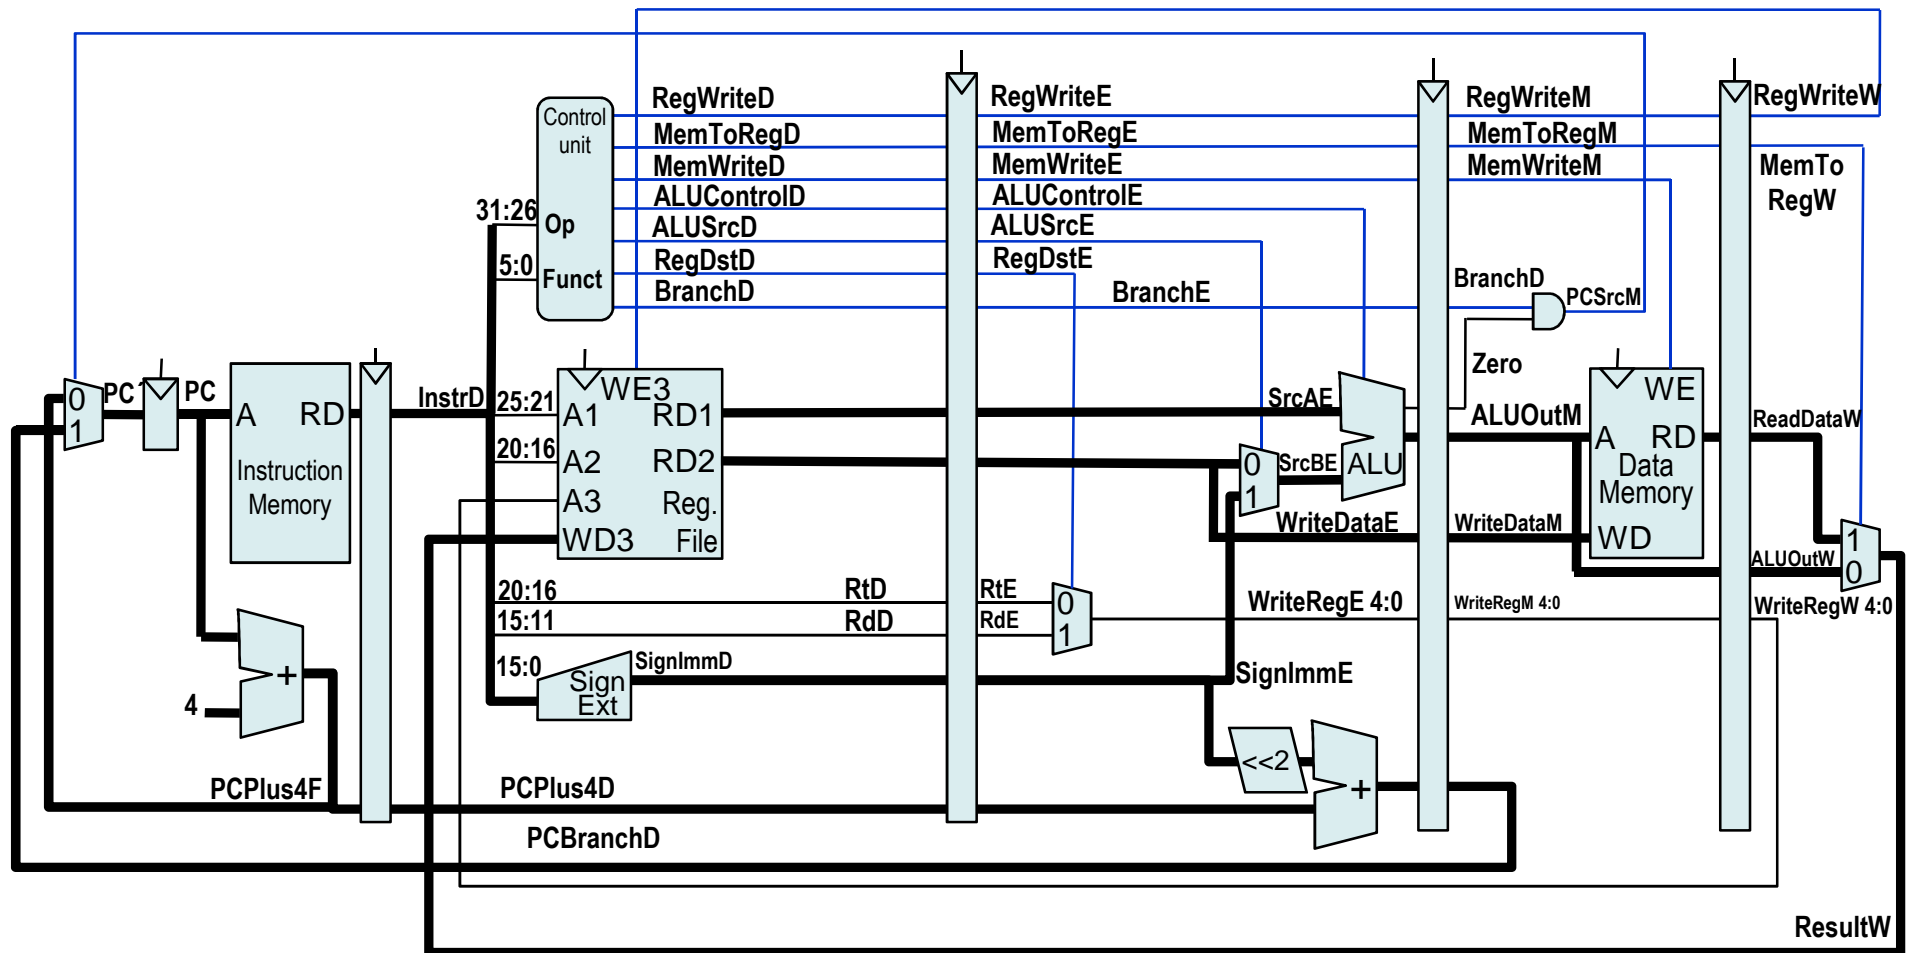 RegWriteD
RegWriteE
RegWriteM
RegWriteW
Control
unit
MemToRegD
MemToRegE
MemToRegM
MemWriteD
MemWriteE
MemWriteM
MemTo
RegW
ALUControlD
ALUControlE
31:26
Op
ALUSrcD
ALUSrcE
5:0
Funct
RegDstD
RegDstE
BranchD
BranchE
BranchD
PCSrcM
Zero
0
1
PC´
PC
A
RD
Instruction
Memory
InstrD
25:21
20:16
WE3
A1
RD1
A2
RD2
A3
Reg.
WD3
File
SrcAE
0
1
SrcBE
ALU
ALUOutM
WE
A
RD
Data
Memory
WD
ReadDataW
WriteDataE
WriteDataM
1
0
ALUOutW
20:16
RtD
RtE
0
1
15:11
RdD
RdE
WriteRegE 4:0
WriteRegM 4:0
WriteRegW 4:0
15:0
Sign
Ext
SignImmD
SignImmE
+
4
<<2
+
PCPlus4F
PCPlus4D
PCBranchD
ResultW